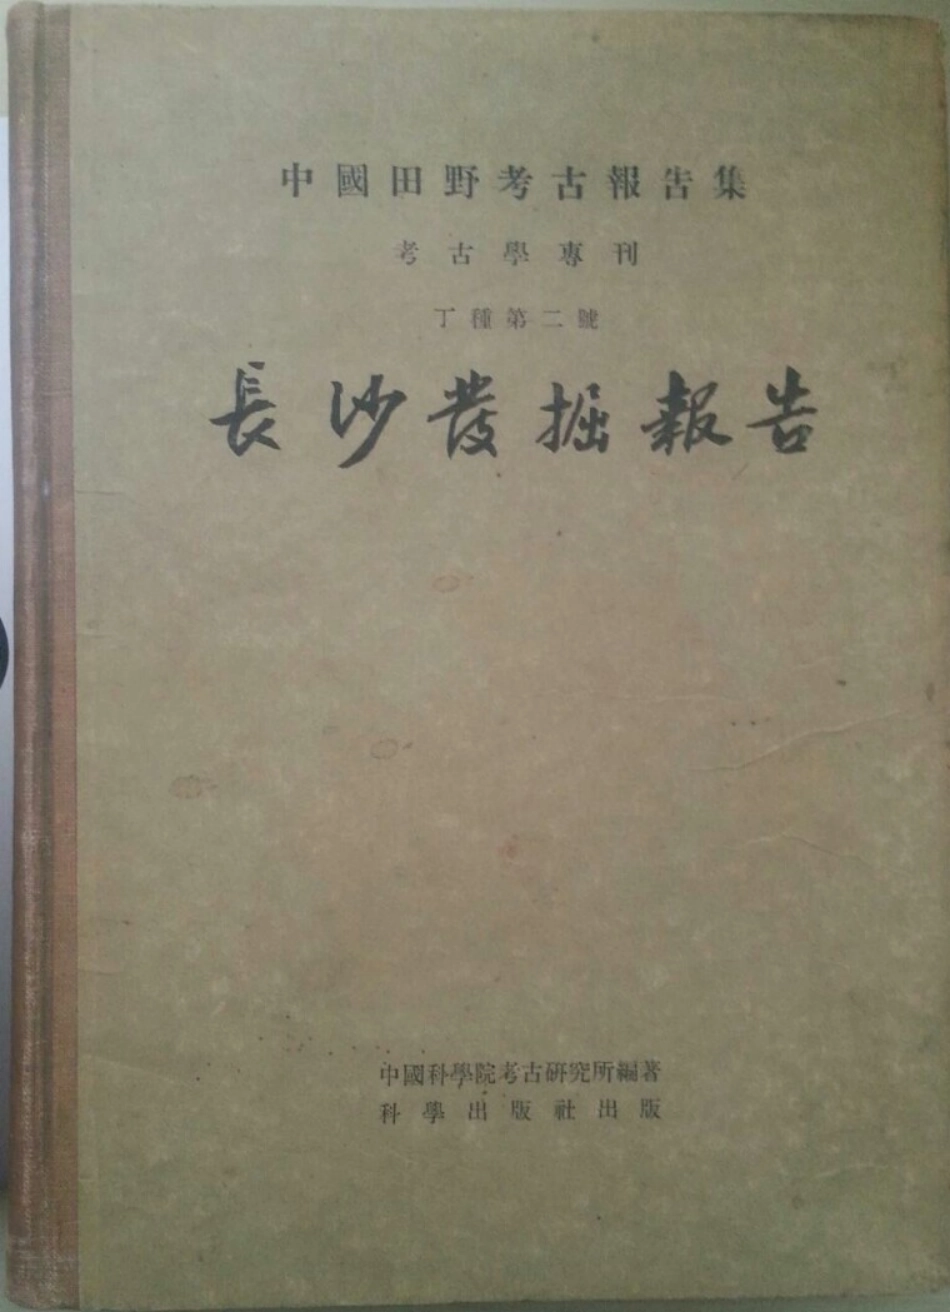 中國田野考古報告集
考古學專刊
丁種第二號
長沙發掘報告
中國科學院考古研究所編著
科學出版社出版